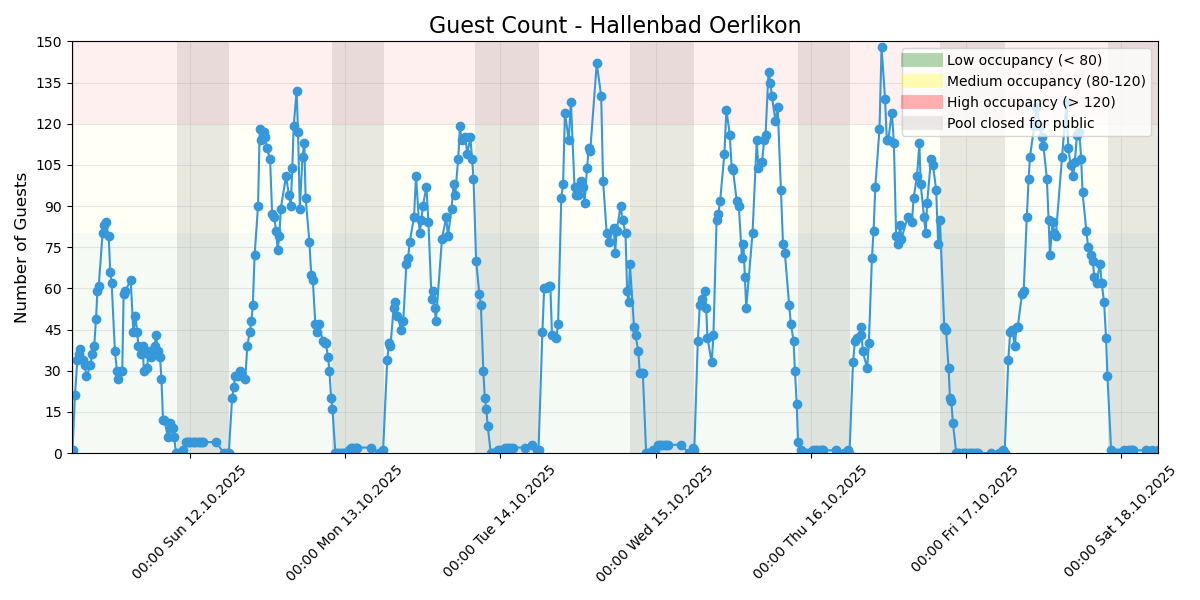 Guest Count - Hallenbad Oerlikon
Number of Guests
150
135
120
105
90
75
60
45
30
15
0
Low occupancy (< 80)
Medium occupancy (80-120)
High occupancy (> 120)
Pool closed for public
00:00 Sun 12.10.2025
00:00 Mon 13.10.2025
00:00 Tue 14.10.2025
00:00 Wed 15.10.2025
00:00 Thu 16.10.2025
00:00 Fri 17.10.2025
00:00 Sat 18.10.2025